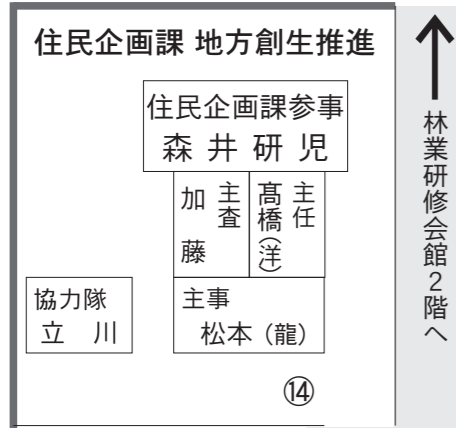 住民企画課 地方創生推進
住民企画課参事
森井研児
主任
髙橋(洋)
主査
加藤
主事
松本(龍)
協力隊
立川
⑭
↑林業研修会館2階へ